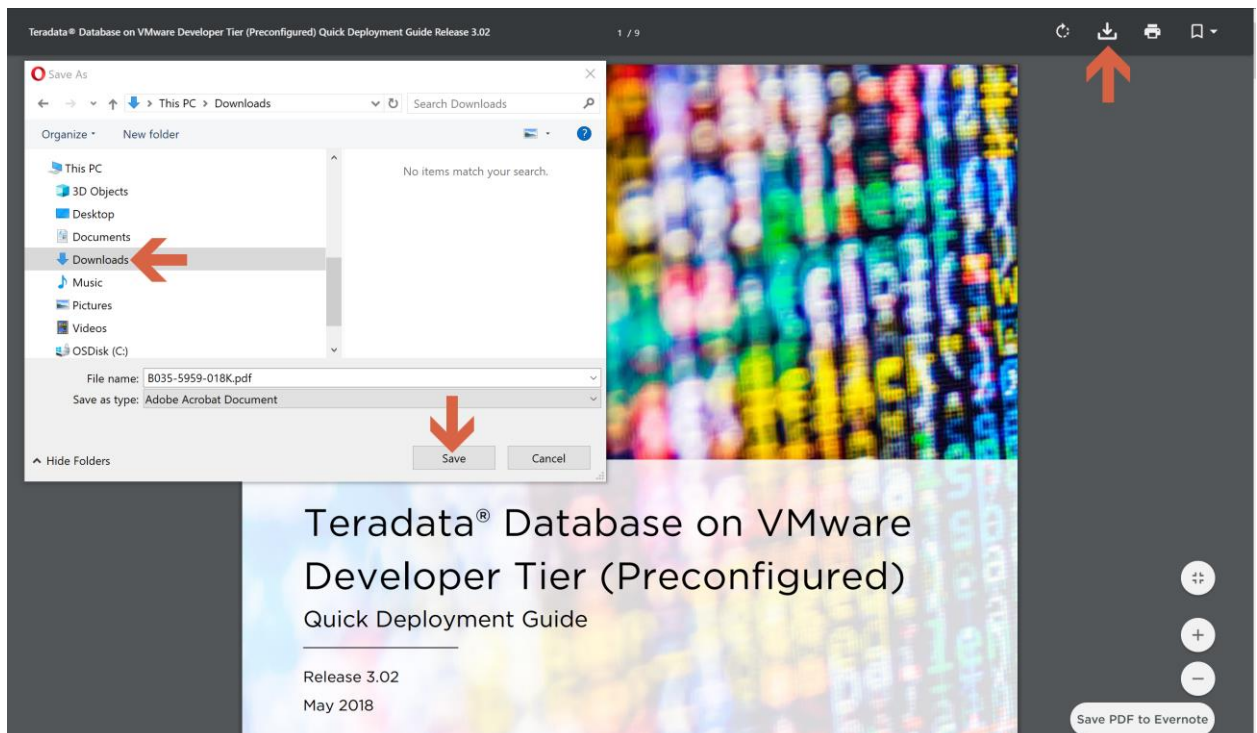 Teradata® Database on VMware Developer Tier (Preconfigured) Quick Deployment Guide Release 3.02
1 / 9
Save As
> This PC > Downloads
Search Downloads
Organize
New folder
This PC
3D Objects
Desktop
Documents
Downloads
Music
Pictures
Videos
OSDisk (C:)
No items match your search.
File name: B035-5959-018K.pdf
Save as type: Adobe Acrobat Document
Hide Folders
Save
Cancel
Teradata® Database on VMware
Developer Tier (Preconfigured)
Quick Deployment Guide
Release 3.02
May 2018
Save PDF to Evernote